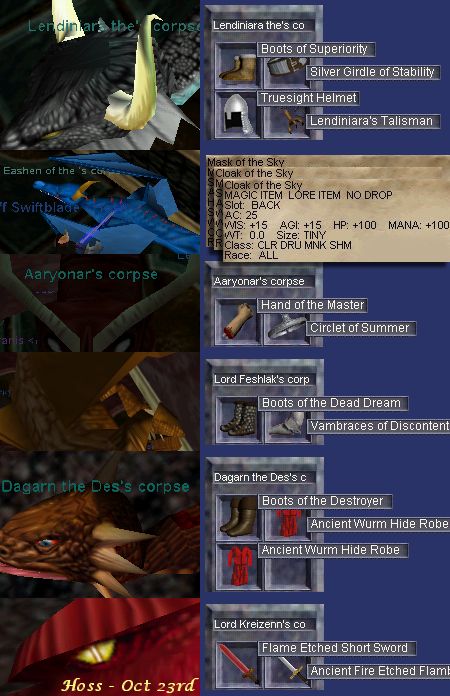 Lendiniara the's corpse
Lendiniara the's co
Boots of Superiority
Silver Girdle of Stability
Truesight Helmet
Lendiniara's Talisman
Eashen of the 's corps
Swiftblade
Mask of the Sky
Cloak of the Sky
Cloak of the Sky
MAGIC ITEM LORE ITEM NO DROP
Slot: BACK
AC: 25
WIS: +15 AGI: +15 HP: +100 MANA: +100
WT: 0.0 Size: TINY
Class: CLR DRU MNK SHM
Race: ALL
Aaryonar's corpse
Aaryonar's corpse
Hand of the Master
Circlet of Summer
Lord Feshlak's corp
Boots of the Dead Dream
Vambraces of Discontent
Dagarn the Des's corpse
Dagarn the Des's c
Boots of the Destroyer
Ancient Wurm Hide Robe
Ancient Wurm Hide Robe
Lord Kreizenn's co
Flame Etched Short Sword
Ancient Fire Etched Flamb
Hoss - Oct 23rd